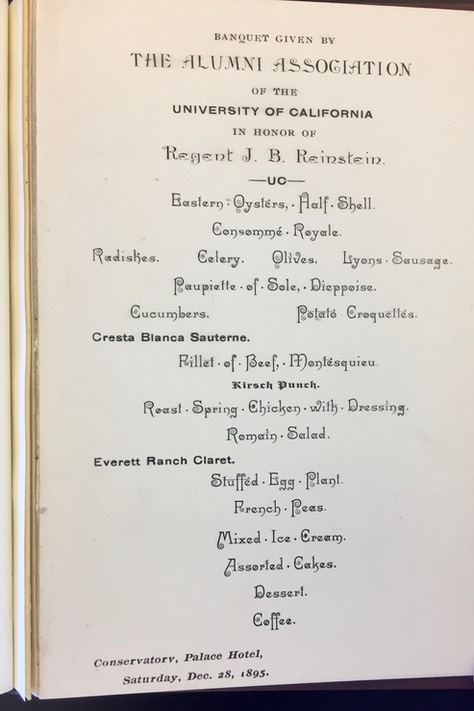 BANQUET GIVEN BY
THE ALUMNI ASSOCIATION
OF THE
UNIVERSITY OF CALIFORNIA
IN HONOR OF
Regent J. B. Reinstein.
—UC—
Eastern · Oysters, · Half · Shell.
Consommé · Royale.
Radishes. Celery. Olives. Lyons · Sausage.
Paupiette · of · Sole, · Dieppoise.
Cucumbers. Potato Croquettes.
Cresta Blanca Sauterne.
Fillet · of · Beef, · Montesquieu.
Kirsch Punch.
Roast · Spring · Chicken · with · Dressing.
Romain · Salad.
Everett Ranch Claret.
Stuffed · Egg · Plant.
French · Peas.
Mixed · Ice · Cream.
Assorted · Cakes.
Dessert.
Coffee.
Conservatory, Palace Hotel,
Saturday, Dec. 28, 1895.